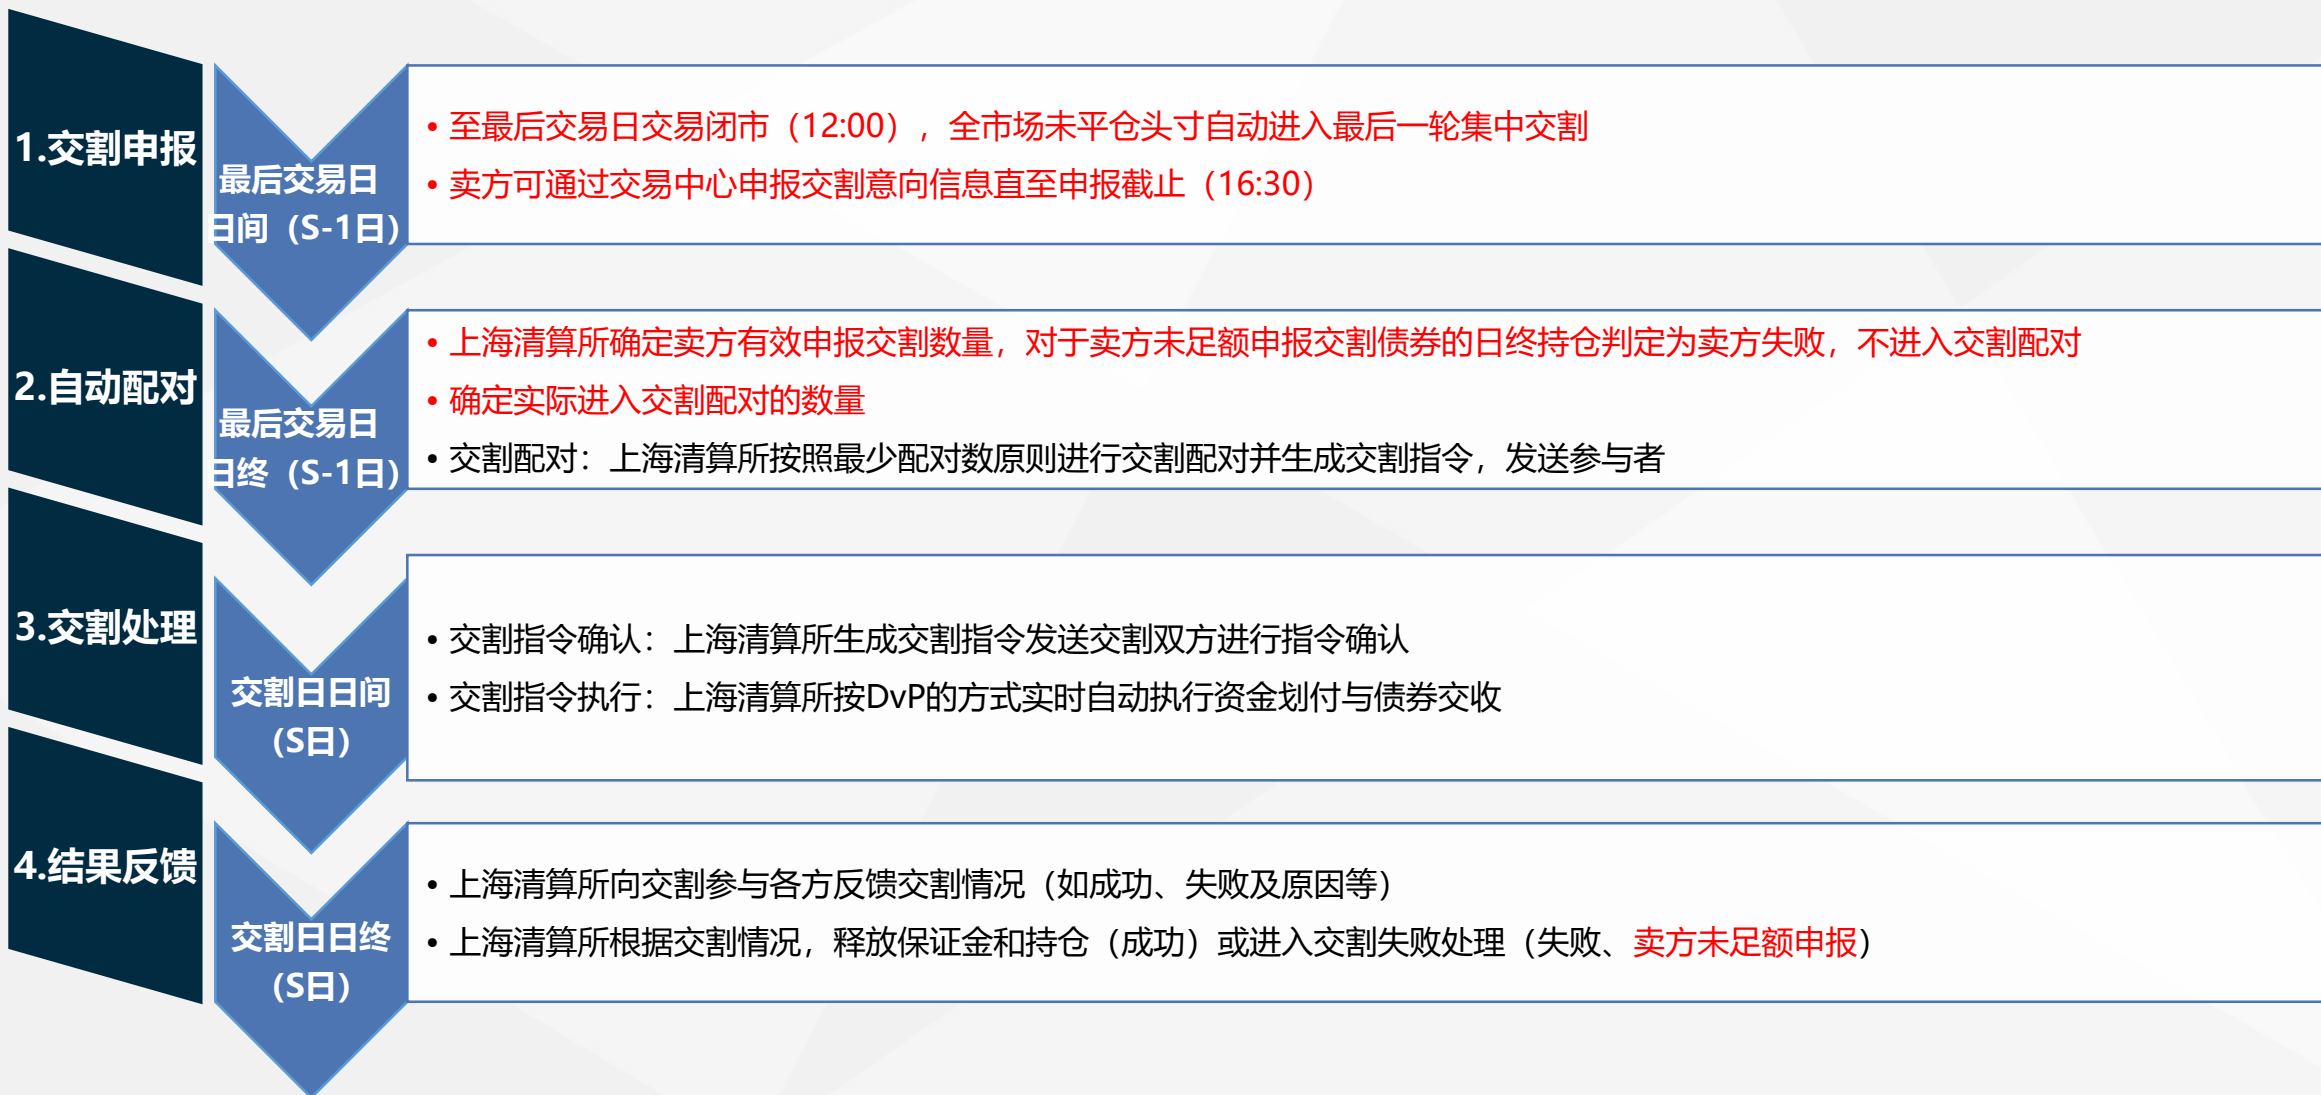 1.交割申报
最后交易日
日间（S-1日）
• 至最后交易日交易闭市（12:00），全市场未平仓头寸自动进入最后一轮集中交割
• 卖方可通过交易中心申报交割意向信息直至申报截止（16:30）
2.自动配对
最后交易日
日终（S-1日）
• 上海清算所确定卖方有效申报交割数量，对于卖方未足额申报交割债券的日终持仓判定为卖方失败，不进入交割配对
• 确定实际进入交割配对的数量
• 交割配对：上海清算所按照最少配对数原则进行交割配对并生成交割指令，发送参与者
3.交割处理
交割日日间
（S日）
• 交割指令确认：上海清算所生成交割指令发送交割双方进行指令确认
• 交割指令执行：上海清算所按DvP的方式实时自动执行资金划付与债券交收
4.结果反馈
交割日日终
（S日）
• 上海清算所向交割参与各方反馈交割情况（如成功、失败及原因等）
• 上海清算所根据交割情况，释放保证金和持仓（成功）或进入交割失败处理（失败、卖方未足额申报）